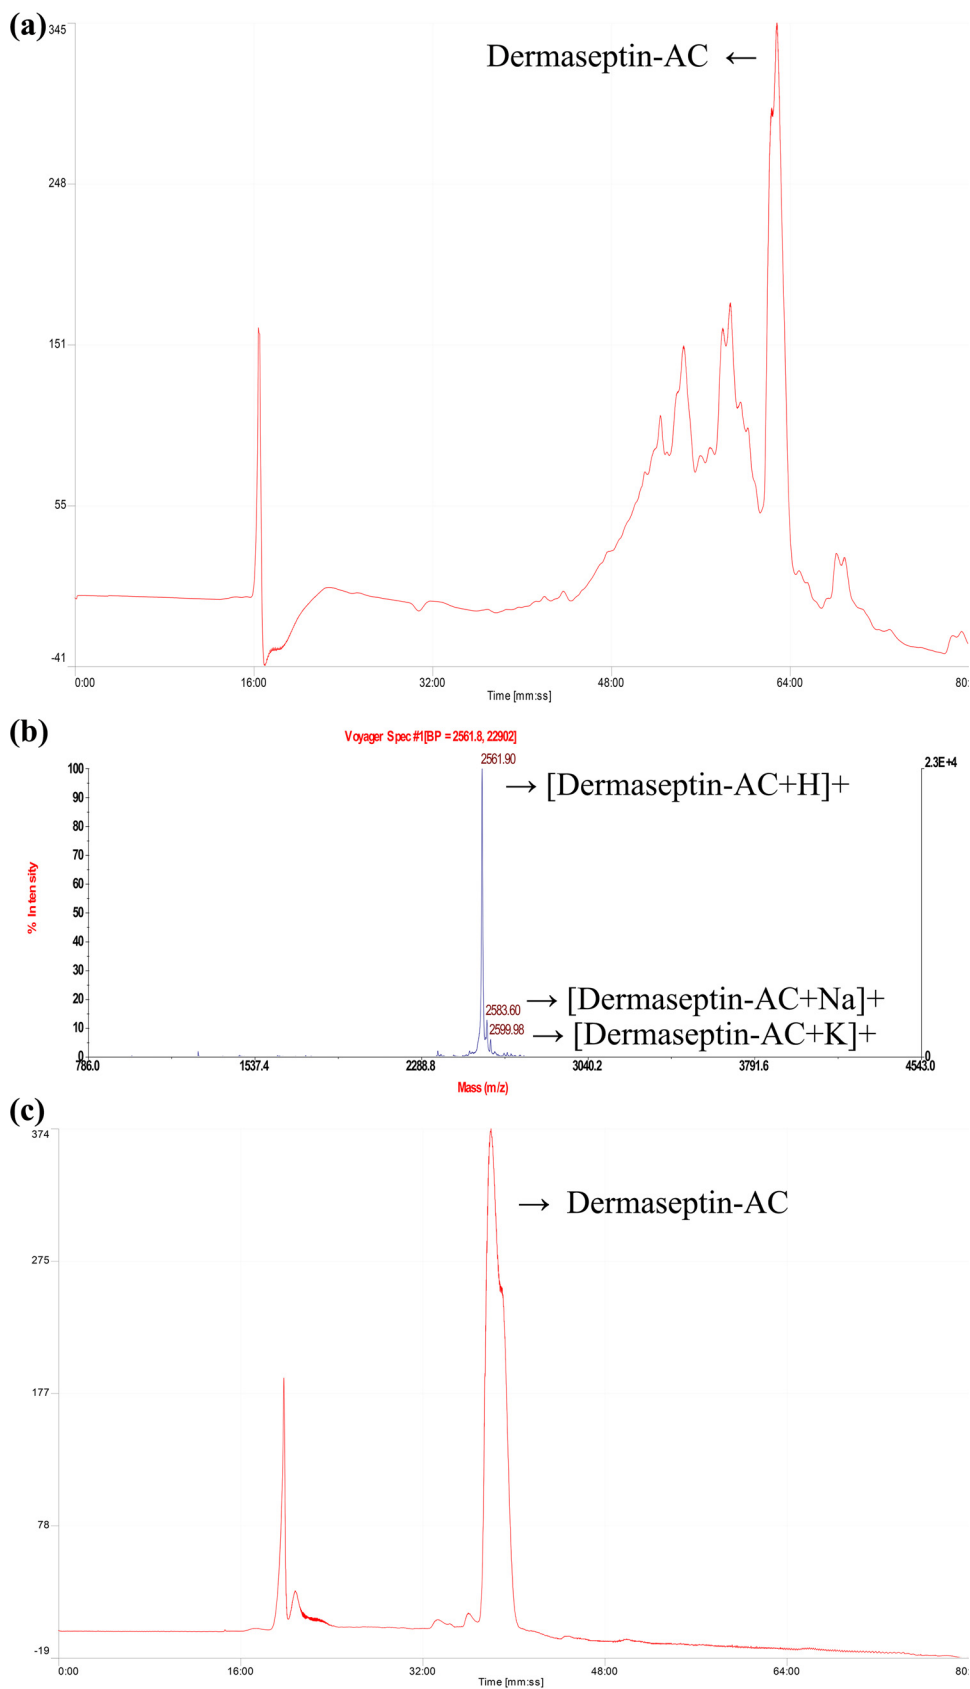 (a)
345
Dermaseptin-AC ←
248
151
55
-41
0:00 16:00 32:00 48:00 64:00 80:
Time [mm:ss]
(b)
Voyager Spec #1[BP = 2561.8, 22902]
2561.90
100 2.3E+4
→ [Dermaseptin-AC+H]+
90
80
70
60
% Intensity
50
40
30
20
2583.60 → [Dermaseptin-AC+Na]+
10
2599.98 → [Dermaseptin-AC+K]+
0 0
786.0 1537.4 2288.8 3040.2 3791.6 4543.0
Mass (m/z)
(c)
374
→ Dermaseptin-AC
275
177
78
-19
0:00 16:00 32:00 48:00 64:00 80:
Time [mm:ss]